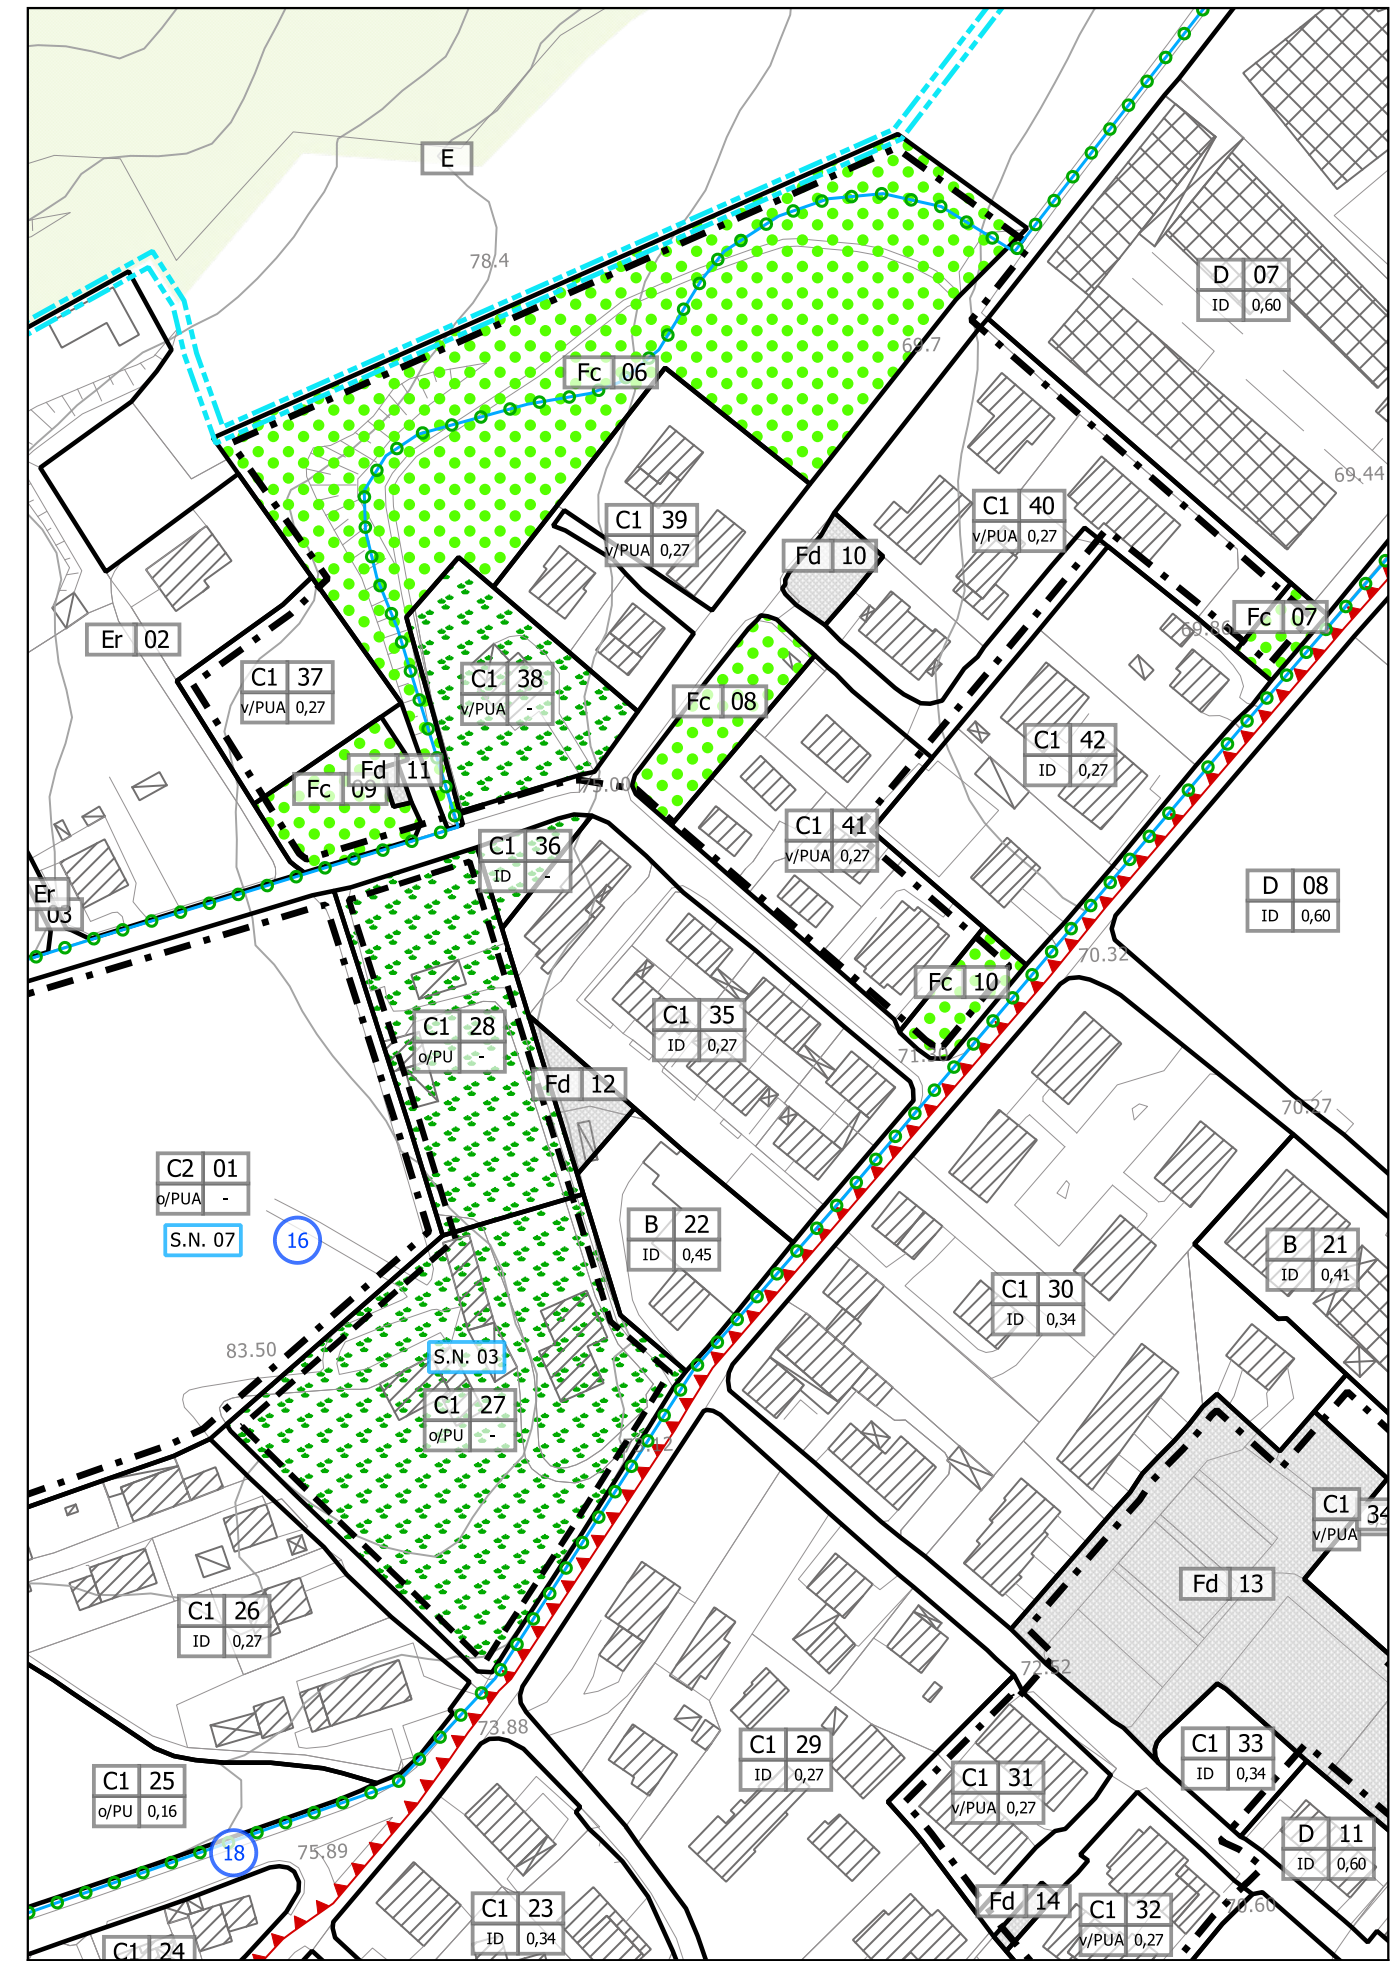 E
78.4
D 07
ID 0,60
69.7
Fc 06
69.44
C1 39
v/PUA 0,27
C1 40
v/PUA 0,27
Fd 10
Fc 07
69.86
Er 02
C1 37
v/PUA 0,27
C1 38
v/PUA -
Fc 08
C1 42
ID 0,27
Fd 11
Fc 09
75.00
C1 41
v/PUA 0,27
C1 36
ID -
Er
03
D 08
ID 0,60
70.32
Fc 10
C1 28
o/PU -
C1 35
ID 0,27
71.30
Fd 12
70.27
C2 01
o/PUA -
S.N. 07
16
B 22
ID 0,45
B 21
ID 0,41
C1 30
ID 0,34
83.50
S.N. 03
C1 27
o/PU -
C1 34
v/PUA
Fd 13
C1 26
ID 0,27
72.52
73.88
C1 29
ID 0,27
C1 33
ID 0,34
C1 25
o/PU 0,16
C1 31
v/PUA 0,27
18
75.89
D 11
ID 0,60
C1 23
ID 0,34
Fd 14
C1 32
v/PUA 0,27
C1 24